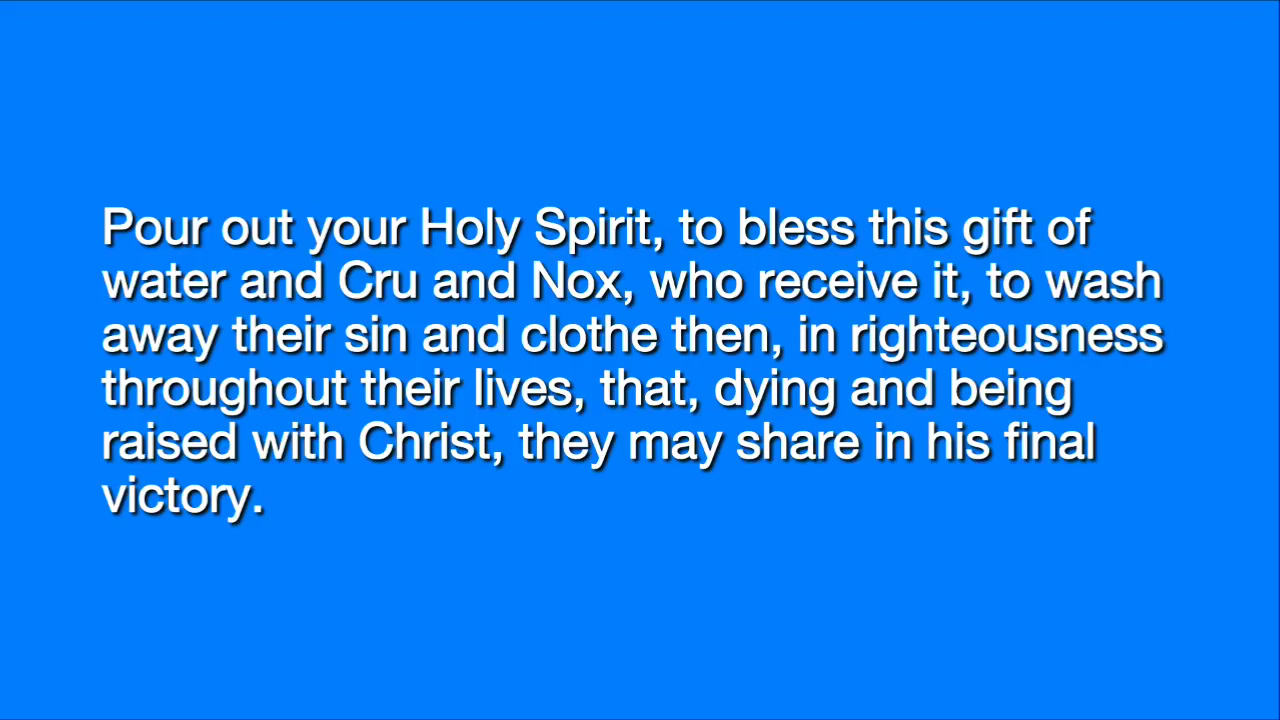 Pour out your Holy Spirit, to bless this gift of
water and Cru and Nox, who receive it, to wash
away their sin and clothe then, in righteousness
throughout their lives, that, dying and being
raised with Christ, they may share in his final
victory.